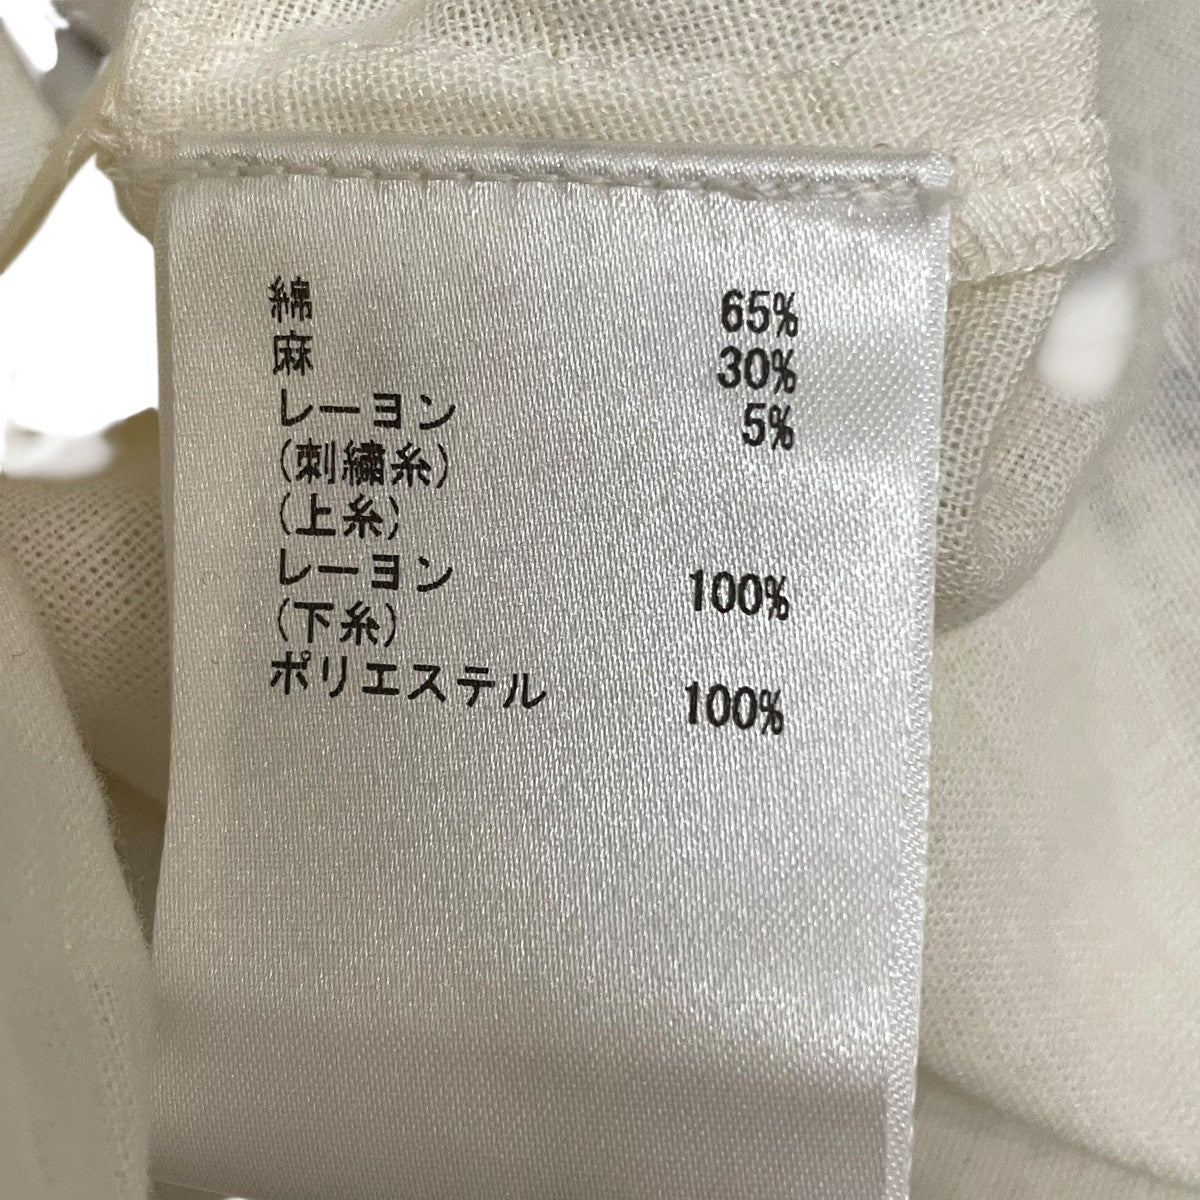 綿 65%
麻 30%
レーヨン 5%
(刺繍糸)
(上糸)
レーヨン 100%
(下糸)
ポリエステル 100%